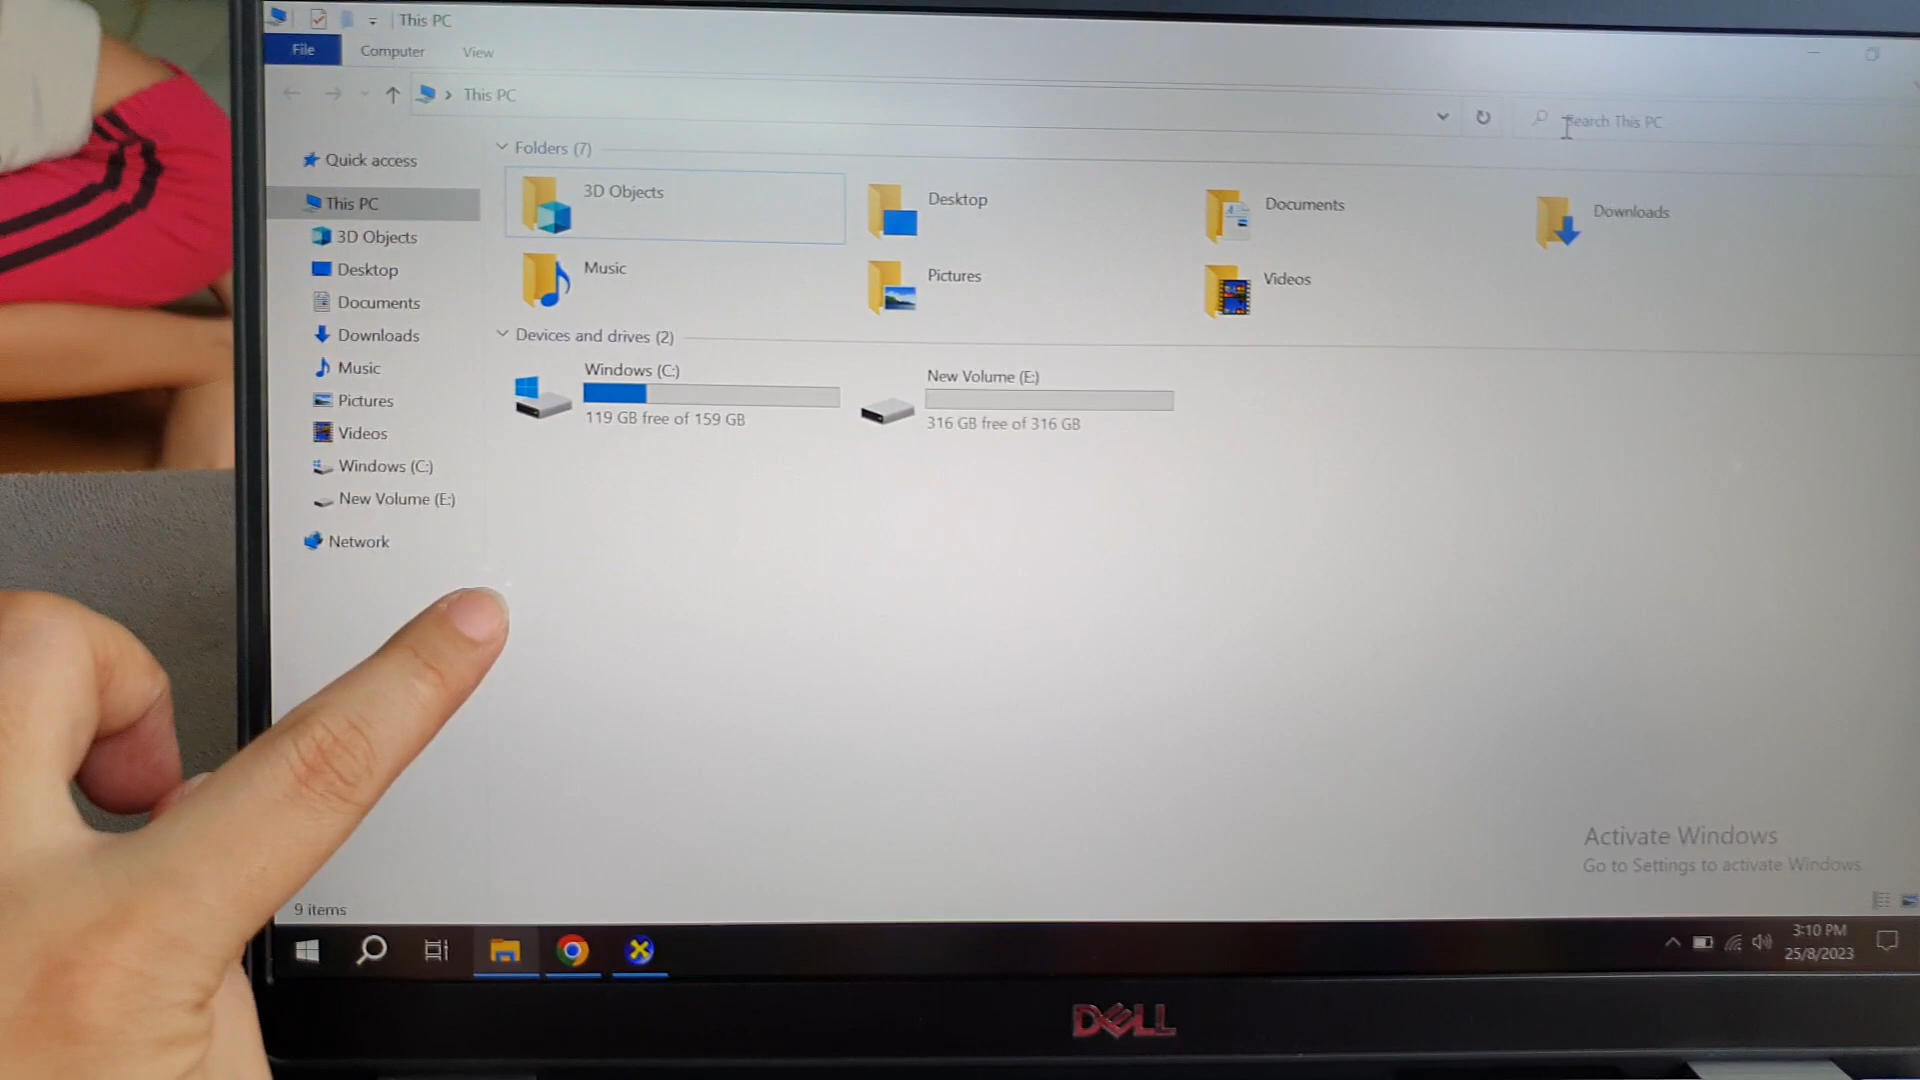 This PC
File Computer View
This PC
Search This PC
Quick access
This PC
3D Objects
Desktop
Documents
Downloads
Music
Pictures
Videos
Windows (C:)
New Volume (E:)
Network
Folders (7)
3D Objects
Desktop
Documents
Downloads
Music
Pictures
Videos
Devices and drives (2)
Windows (C:)
119 GB free of 159 GB
New Volume (E:)
316 GB free of 316 GB
Activate Windows
Go to Settings to activate Windows.
9 items
3:10 PM
25/8/2023
DELL